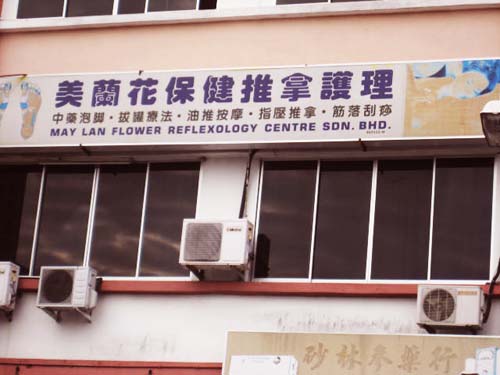 美蘭花保健推拿護理
中藥泡脚·拔罐療法·油推按摩·指壓推拿·筋落刮痧
MAY LAN FLOWER REFLEXOLOGY CENTRE SDN. BHD.
砂林參藥行